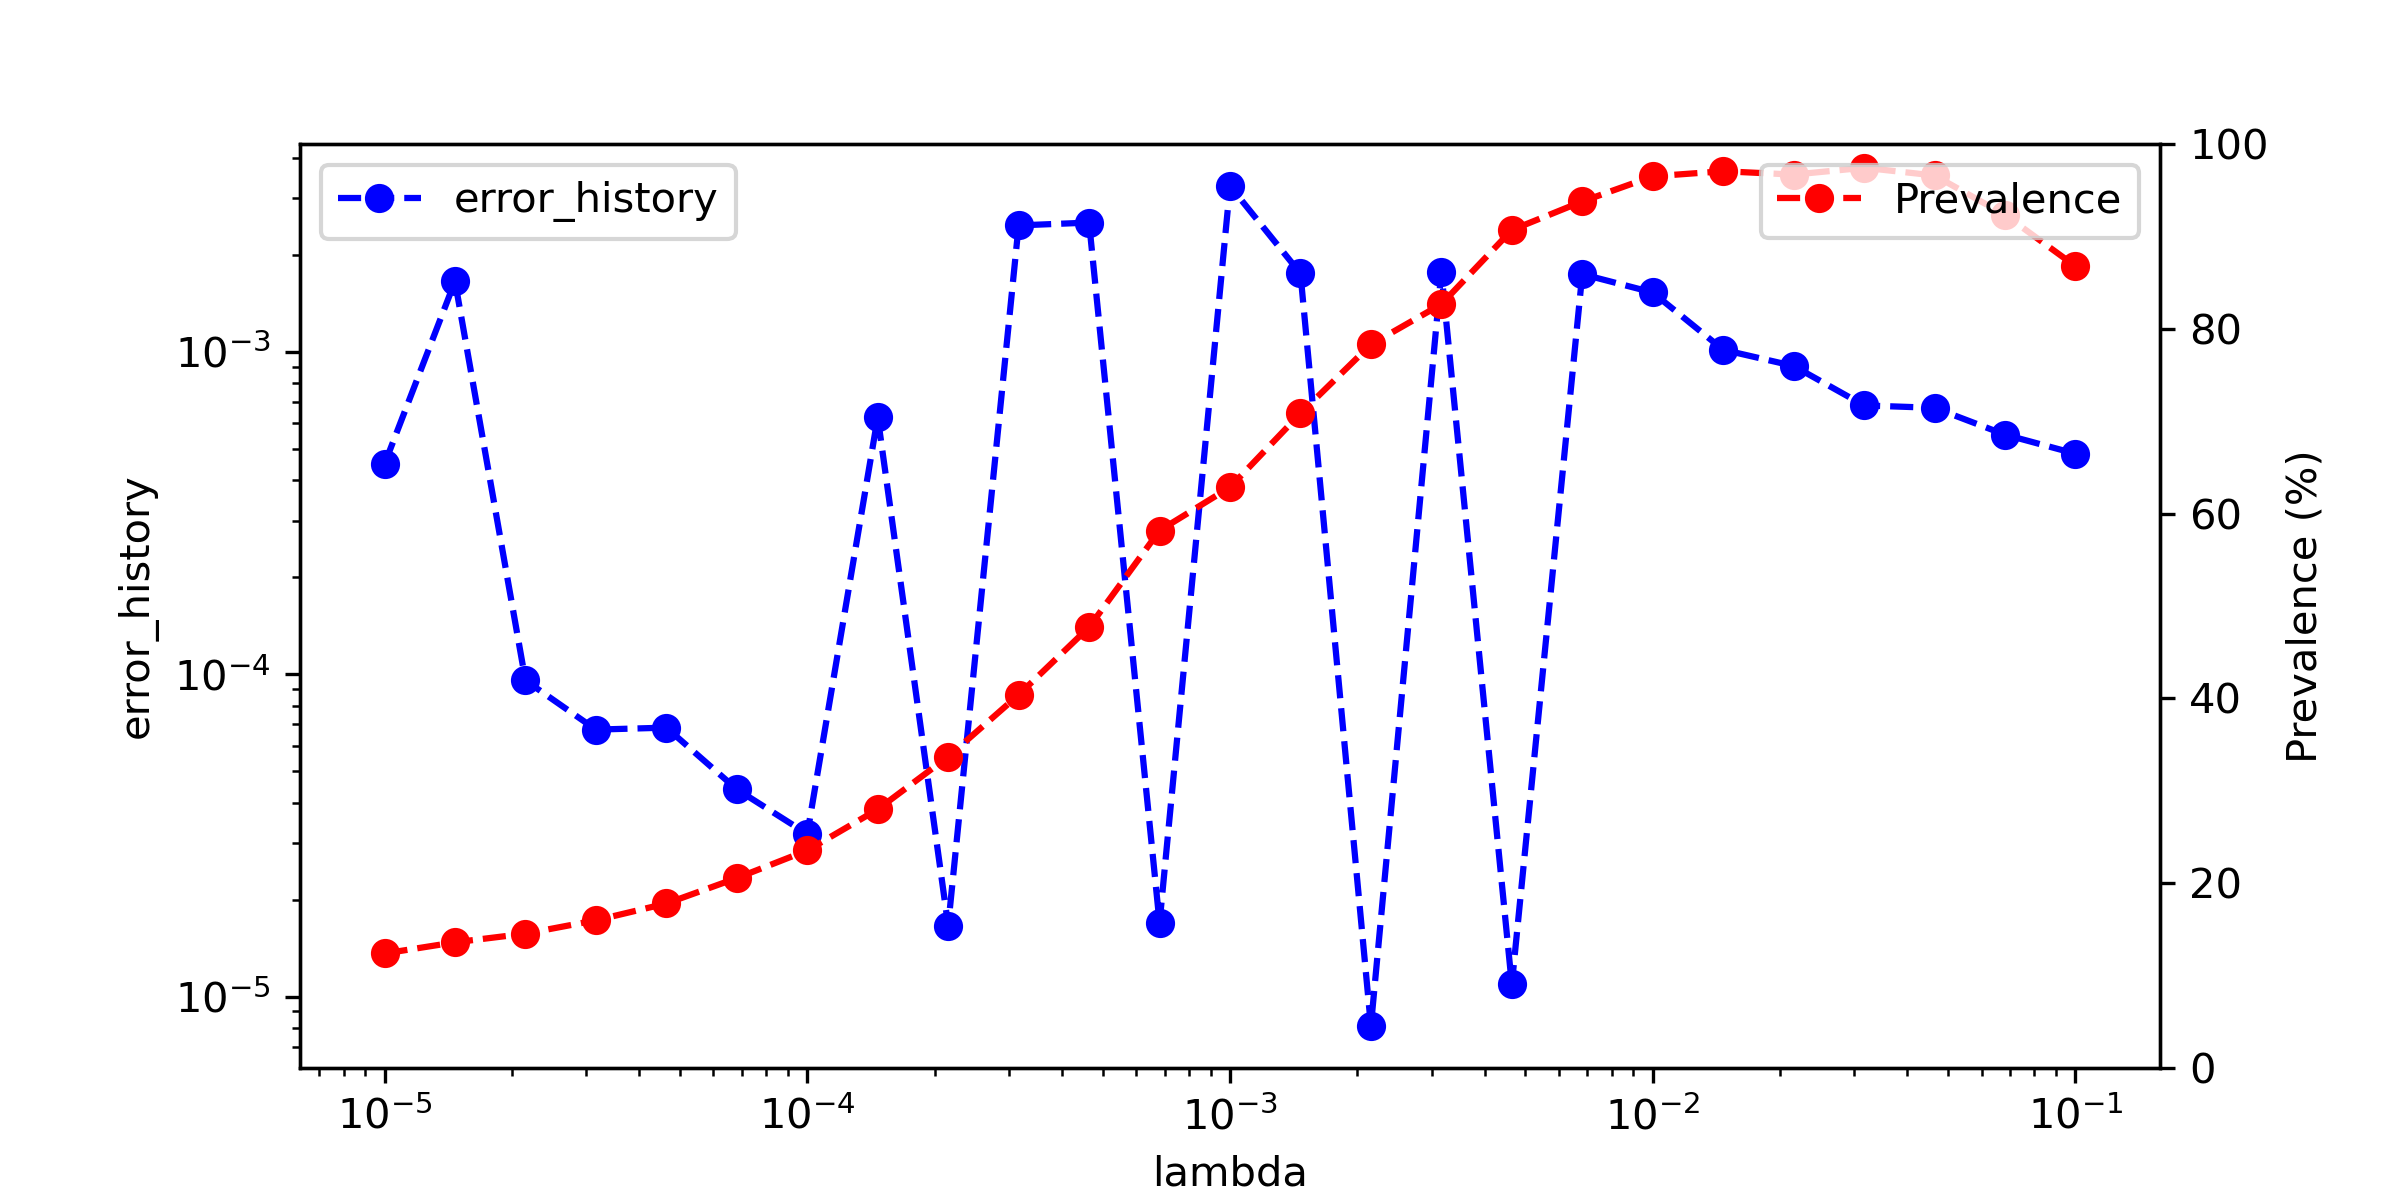 error_history
Prevalence
10⁻³
10⁻⁴
10⁻⁵
error_history
100
80
60
40
20
0
Prevalence (%)
10⁻⁵ 10⁻⁴ 10⁻³ 10⁻² 10⁻¹
lambda